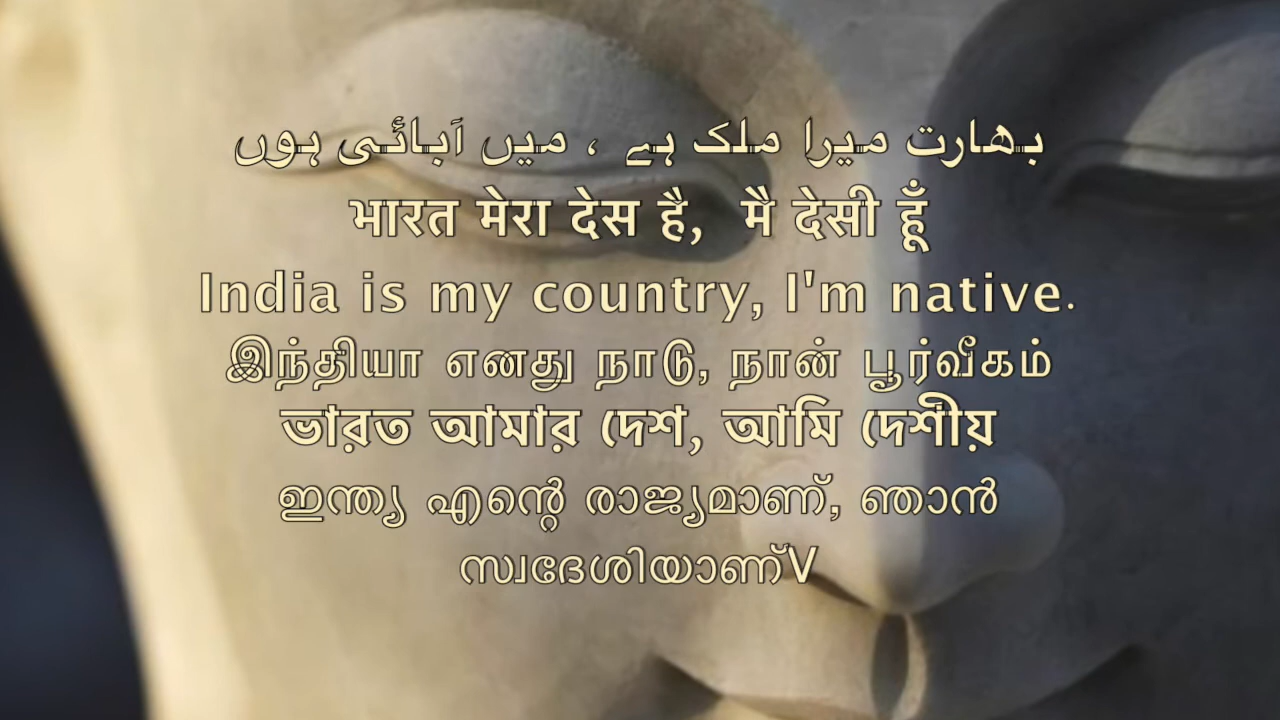 بھارت میرا ملک ہے ، میں آبائی ہوں
भारत मेरा देस है, मै देसी हूँ
India is my country, I'm native.
இந்தியா எனது நாடு, நான் பூர்வீகம்
ভারত আমার দেশ, আমি দেশীয়
ഇന്ത്യ എന്റെ രാജ്യമാണ്, ഞാൻ
സ്വദേശിയാണ്V